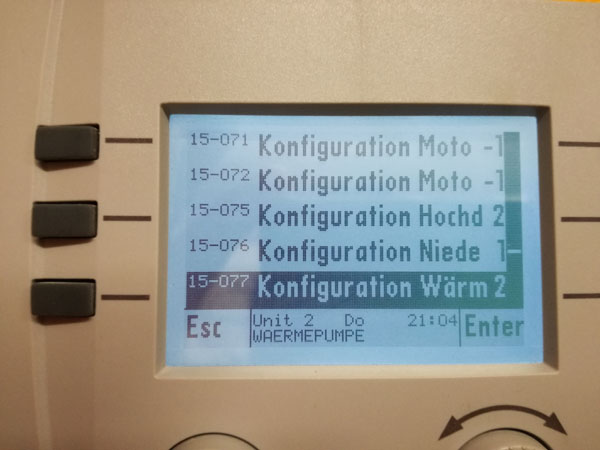 15-071 Konfiguration Moto -1
15-072 Konfiguration Moto -1
15-075 Konfiguration Hochd 2
15-076 Konfiguration Niede 1
15-077 Konfiguration Wärm 2
Esc Unit 2 Do 21:04 Enter
WAERMEPUMPE